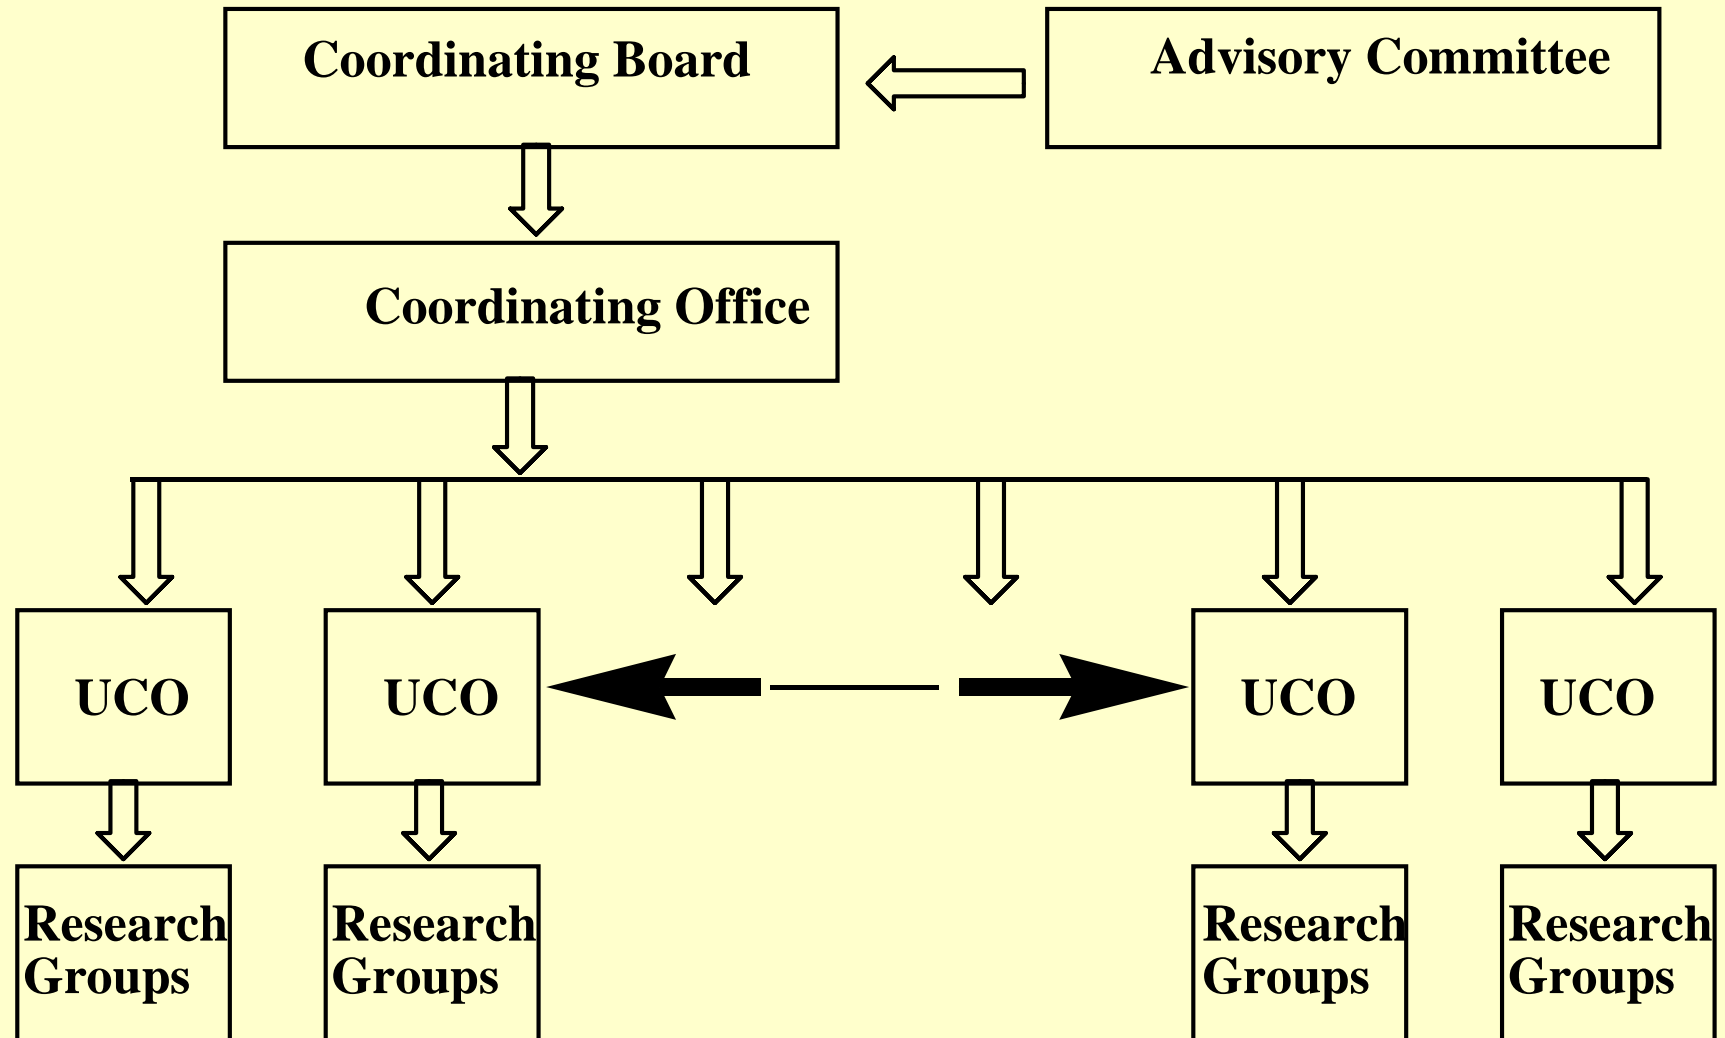 Coordinating Board
Advisory Committee
Coordinating Office
UCO
UCO
UCO
UCO
Research
Groups
Research
Groups
Research
Groups
Research
Groups